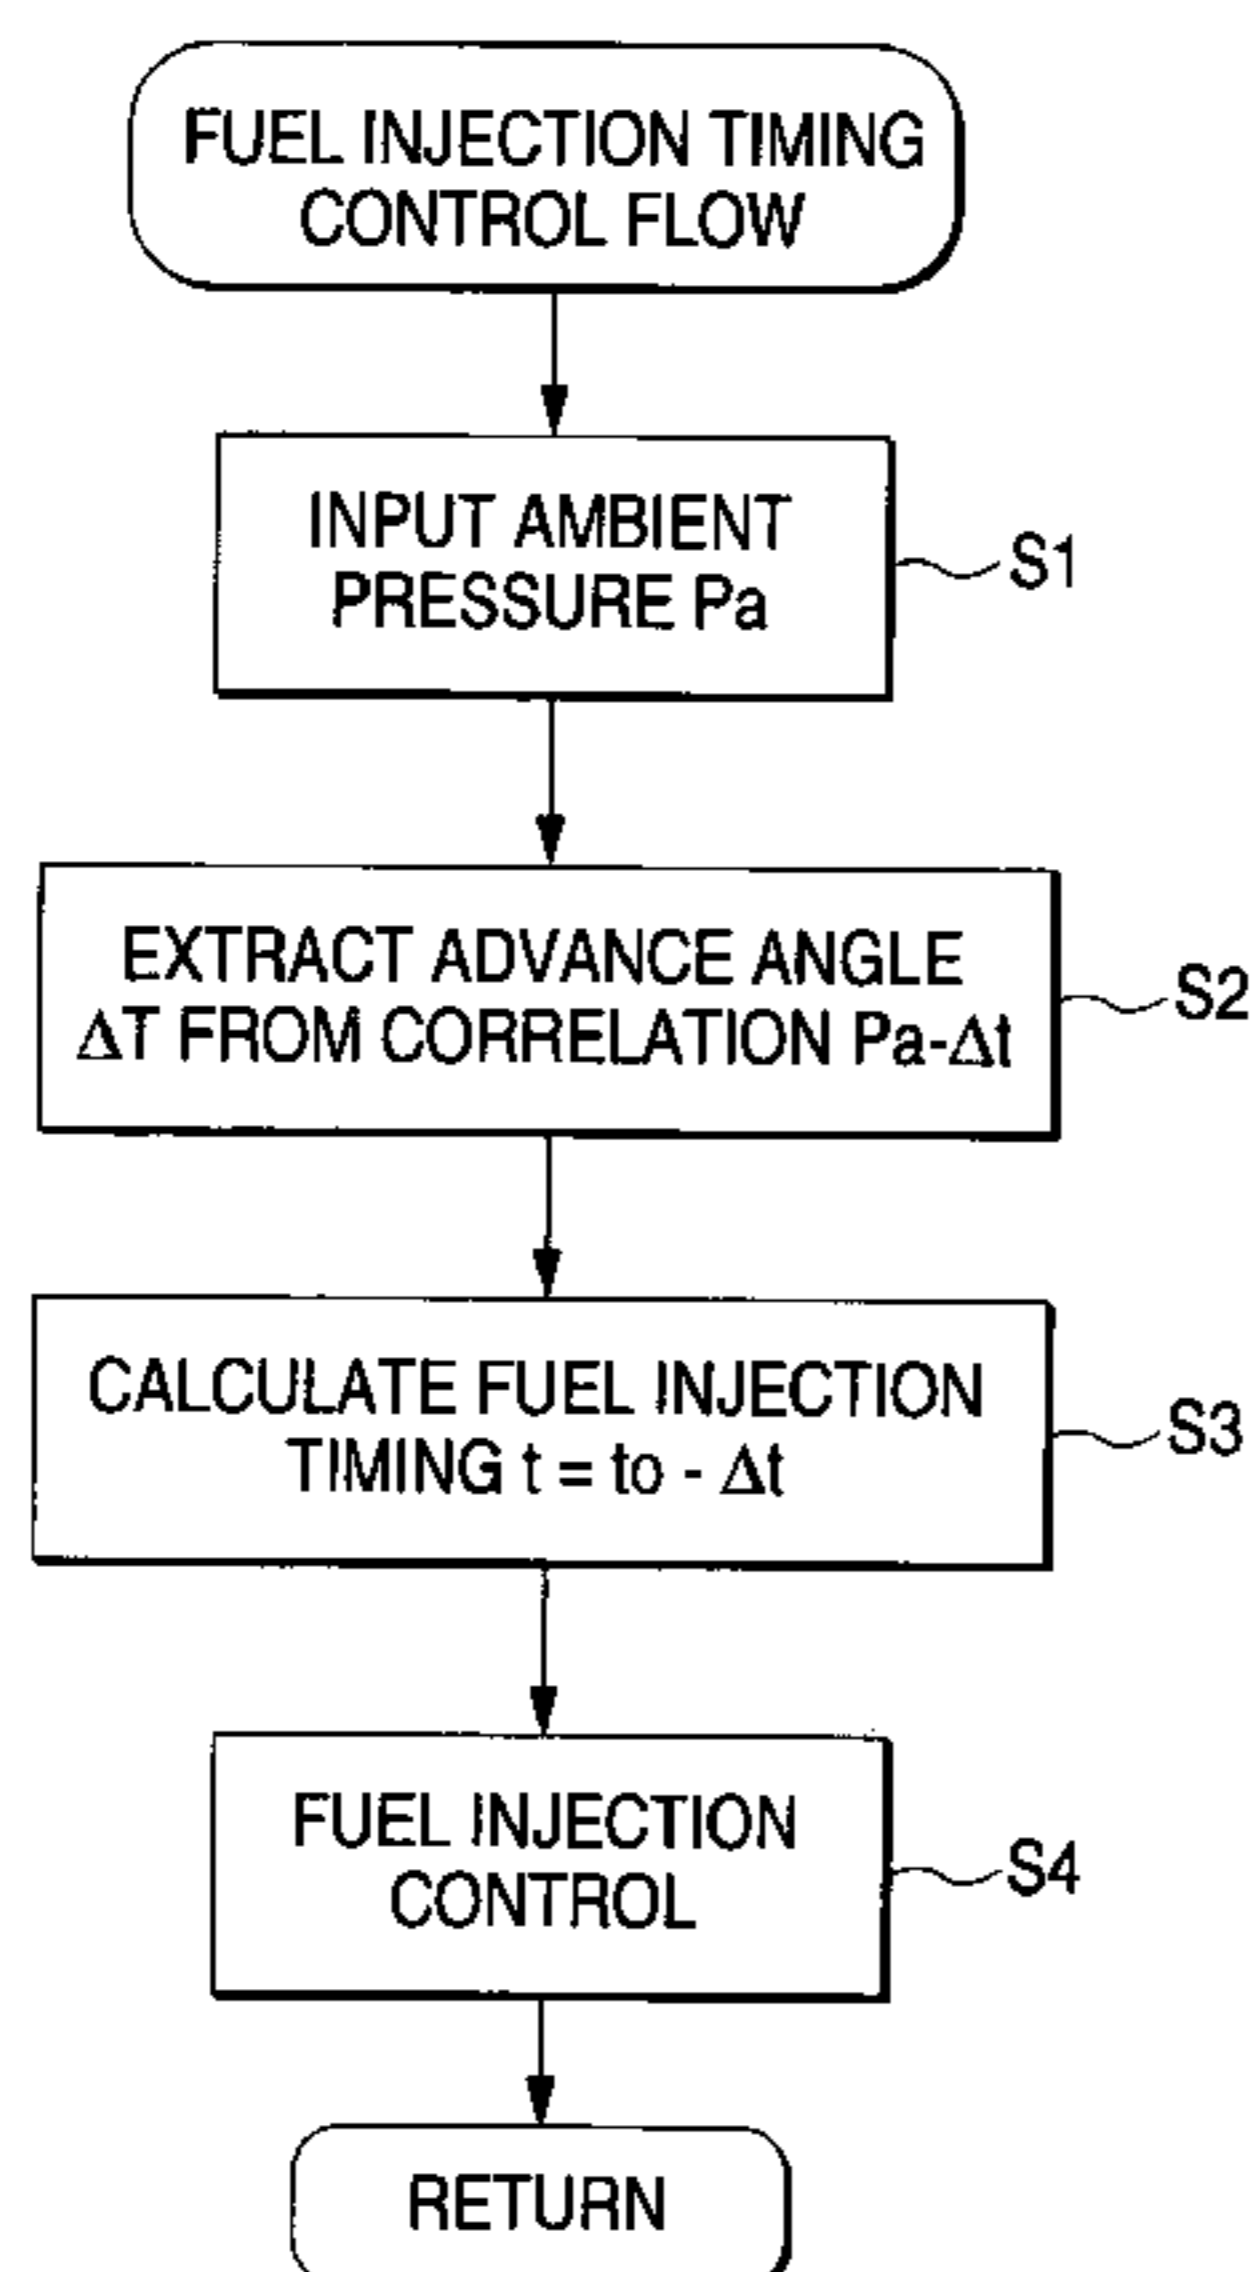 FUEL INJECTION TIMING
CONTROL FLOW
INPUT AMBIENT
PRESSURE Pa
S1
EXTRACT ADVANCE ANGLE
ΔT FROM CORRELATION Pa-Δt
S2
CALCULATE FUEL INJECTION
TIMING t = to - Δt
S3
FUEL INJECTION
CONTROL
S4
RETURN